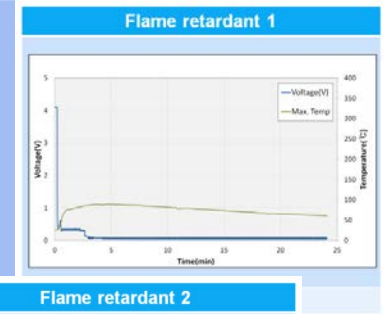 Flame retardant 1
5 400
Voltage(V)
350
4 Max. Temp
300
3 250
Voltage(V) 200 Temperature(℃)
2 150
1 100
50
0 0
0 5 10 15 20 25
Time(min)
Flame retardant 2